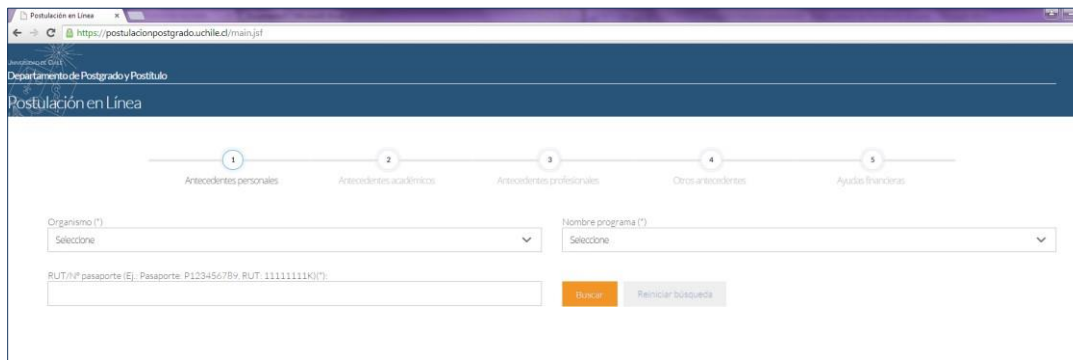 Postulación en Línea
https://postulacionpostgrado.uchile.cl/main.jsf
Departamento de Postgrado y Postítulo
Postulación en Línea
1
2
3
4
5
Antecedentes personales
Antecedentes académicos
Antecedentes profesionales
Otros antecedentes
Ayudas financieras
Organismo (*)
Nombre programa (*)
Seleccione
Seleccione
RUT/Nº pasaporte (Ej.: Pasaporte: P123456789, RUT: 11111111K)(*):
Buscar
Reiniciar búsqueda